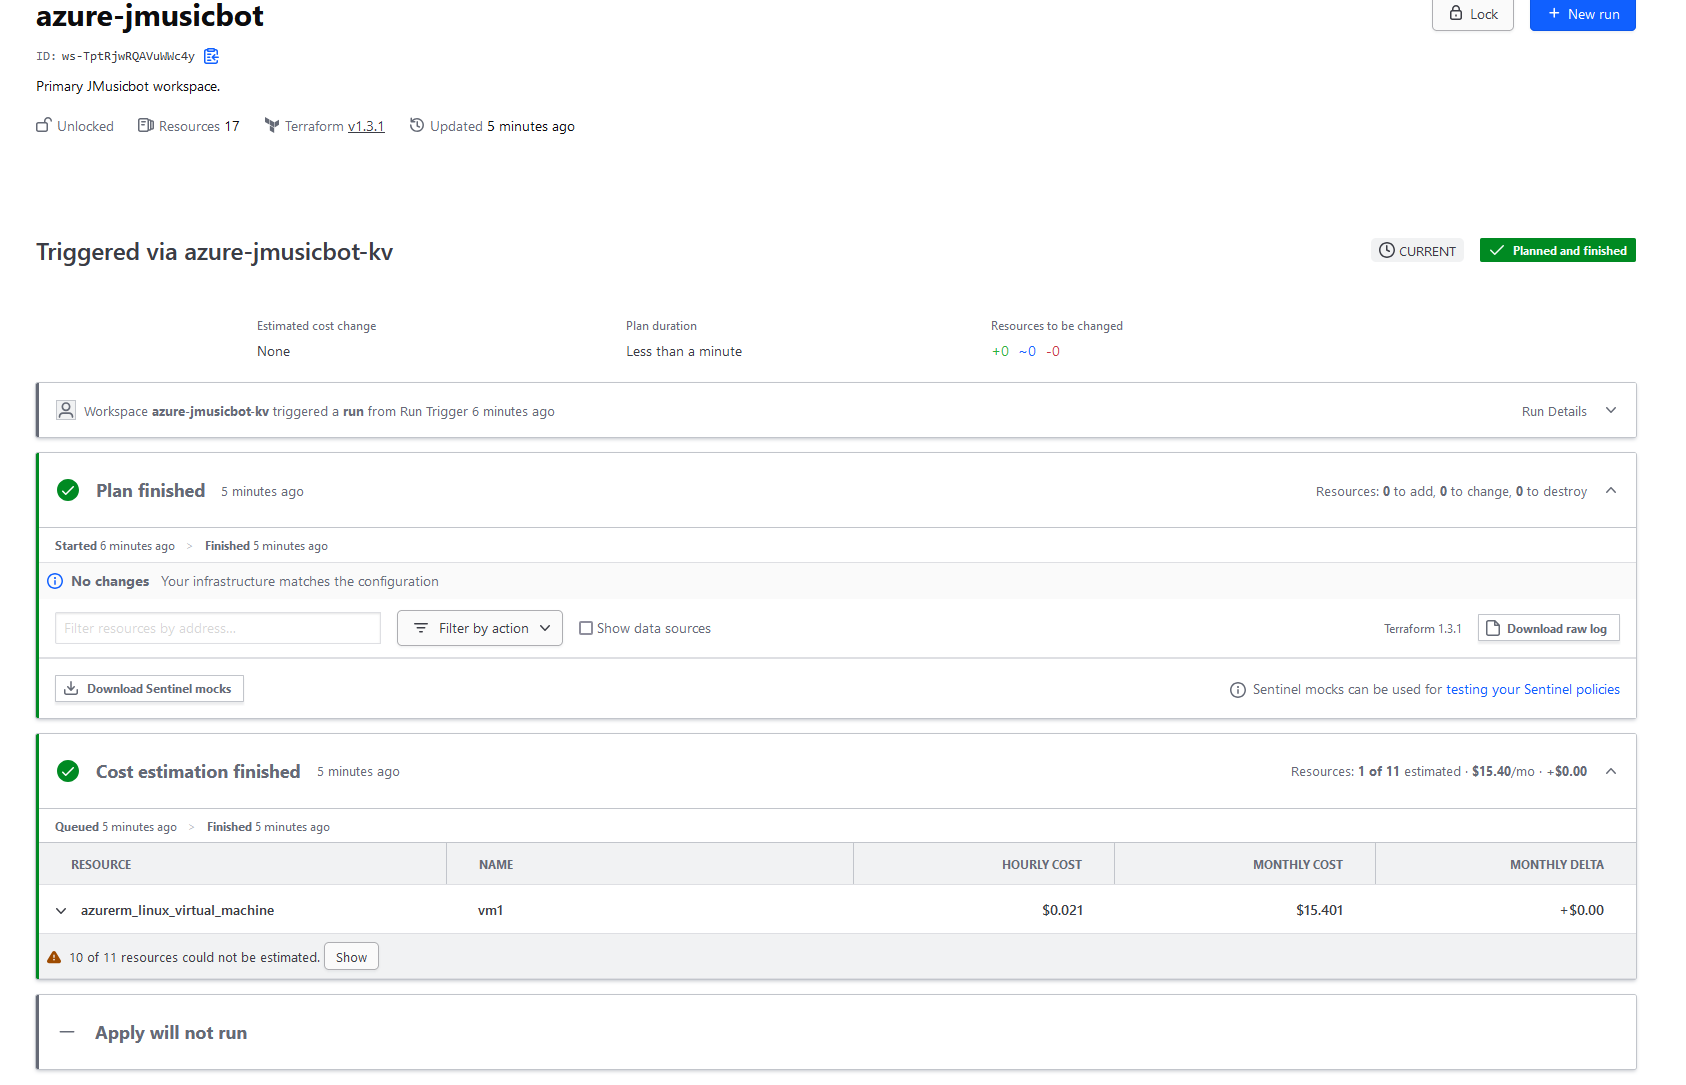 azure-jmusicbot
Lock
+ New run
ID: ws-TptRjwRQAVuWWc4y
Primary JMusicbot workspace.
Unlocked Resources 17 Terraform v1.3.1 Updated 5 minutes ago
Triggered via azure-jmusicbot-kv
CURRENT
Planned and finished
Estimated cost change Plan duration Resources to be changed
None Less than a minute +0 ~0 -0
Workspace azure-jmusicbot-kv triggered a run from Run Trigger 6 minutes ago Run Details
Plan finished 5 minutes ago Resources: 0 to add, 0 to change, 0 to destroy
Started 6 minutes ago > Finished 5 minutes ago
No changes Your infrastructure matches the configuration
Filter resources by address... Filter by action Show data sources Terraform 1.3.1 Download raw log
Download Sentinel mocks Sentinel mocks can be used for testing your Sentinel policies
Cost estimation finished 5 minutes ago Resources: 1 of 11 estimated · $15.40/mo · +$0.00
Queued 5 minutes ago > Finished 5 minutes ago
RESOURCE NAME HOURLY COST MONTHLY COST MONTHLY DELTA
azurerm_linux_virtual_machine vm1 $0.021 $15.401 +$0.00
10 of 11 resources could not be estimated. Show
Apply will not run